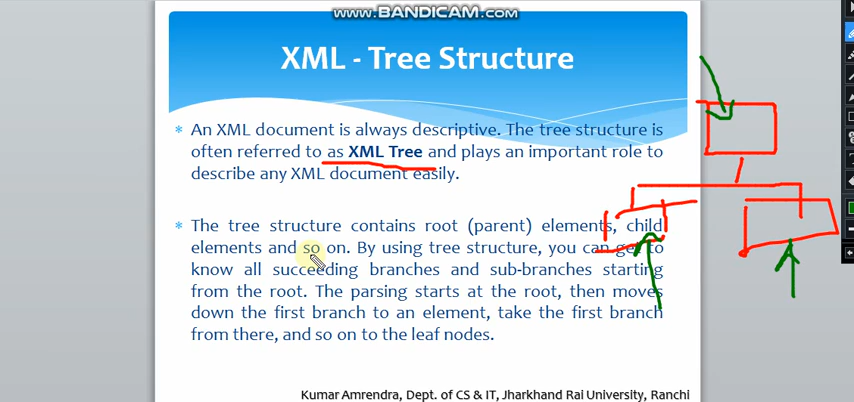 www.BANDICAM.com
XML - Tree Structure
* An XML document is always descriptive. The tree structure is
often referred to as XML Tree and plays an important role to
describe any XML document easily.
* The tree structure contains root (parent) elements, child
elements and so on. By using tree structure, you can get to
know all succeeding branches and sub-branches starting
from the root. The parsing starts at the root, then moves
down the first branch to an element, take the first branch
from there, and so on to the leaf nodes.
Kumar Amrendra, Dept. of CS & IT, Jharkhand Rai University, Ranchi